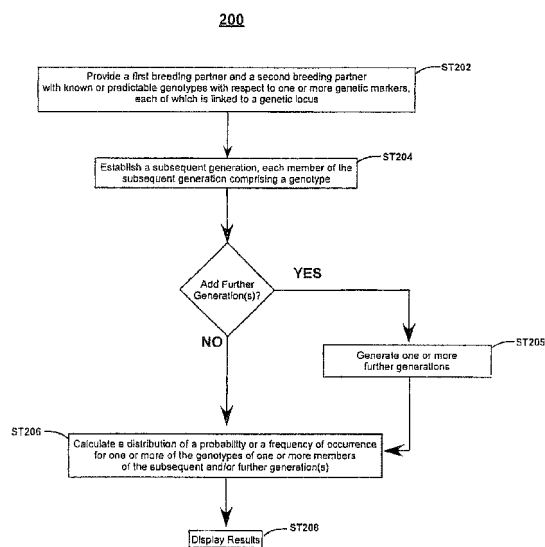 200
ST202
Provide a first breeding partner and a second breeding partner
with known or predictable genotypes with respect to one or more genetic markers,
each of which is linked to a genetic locus
ST204
Establish a subsequent generation, each member of the
subsequent generation comprising a genotype
Add Further
Generation(s)?
YES
NO
ST205
Generate one or more
further generations
ST206
Calculate a distribution of a probability or a frequency of occurrence
for one or more of the genotypes of one or more members
of the subsequent and/or further generation(s)
ST208
Display Results